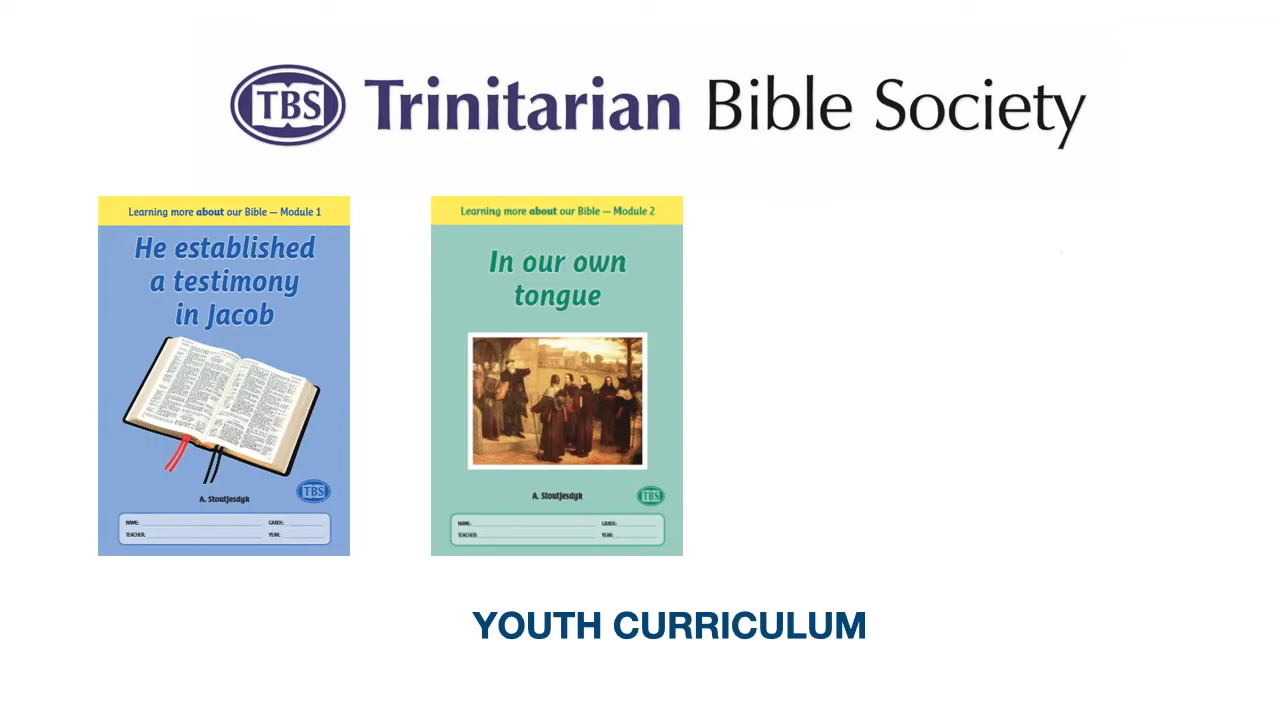 TBS Trinitarian Bible Society
Learning more about our Bible — Module 1
He established
a testimony
in Jacob
A. Stoutjesdyk
TBS
NAME: GRADE:
TEACHER: YEAR:
Learning more about our Bible — Module 2
In our own
tongue
A. Stoutjesdyk
TBS
NAME: GRADE:
TEACHER: YEAR:
YOUTH CURRICULUM